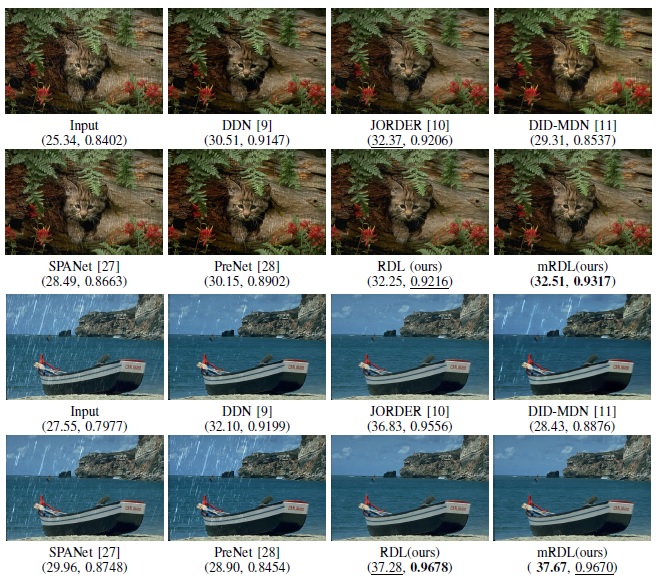 Input
(25.34, 0.8402)
DDN [9]
(30.51, 0.9147)
JORDER [10]
(32.37, 0.9206)
DID-MDN [11]
(29.31, 0.8537)
SPANet [27]
(28.49, 0.8663)
PreNet [28]
(30.15, 0.8902)
RDL (ours)
(32.25, 0.9216)
mRDL(ours)
(32.51, 0.9317)
Input
(27.55, 0.7977)
DDN [9]
(32.10, 0.9199)
JORDER [10]
(36.83, 0.9556)
DID-MDN [11]
(28.43, 0.8876)
SPANet [27]
(29.96, 0.8748)
PreNet [28]
(28.90, 0.8454)
RDL(ours)
(37.28, 0.9678)
mRDL(ours)
( 37.67, 0.9670)